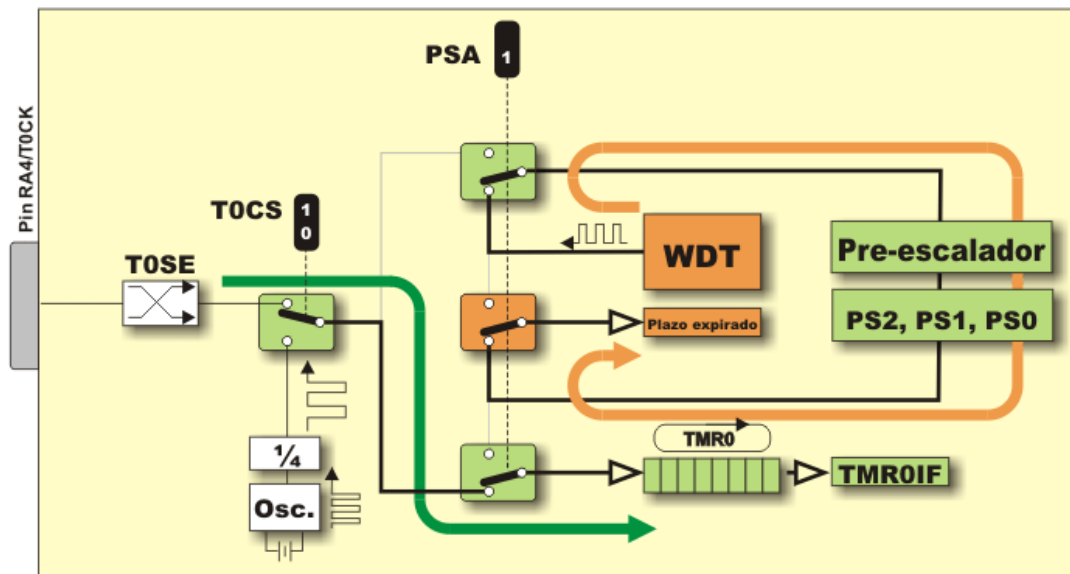 PSA
1
Pin RA4/T0CK
T0CS
1
0
T0SE
WDT
Pre-escalador
PS2, PS1, PS0
Plazo expirado
TMR0
¼
TMR0IF
Osc.